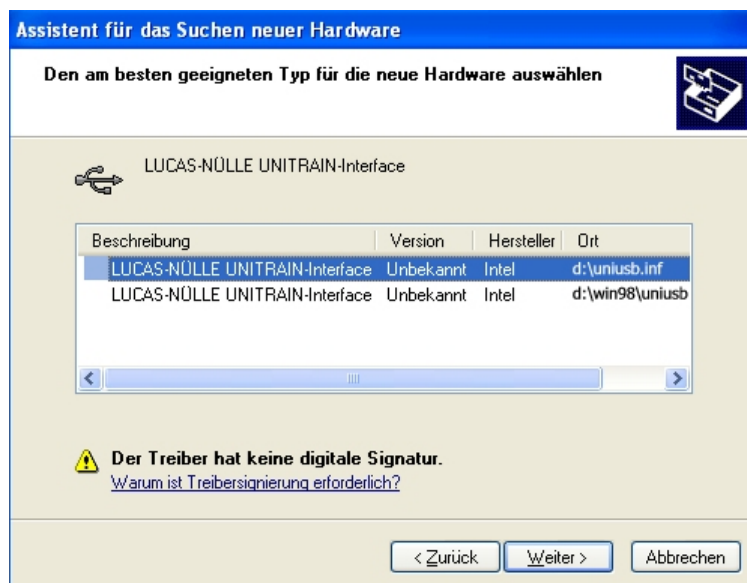 Assistent für das Suchen neuer Hardware
Den am besten geeigneten Typ für die neue Hardware auswählen
LUCAS-NÜLLE UNITRAIN-Interface
Beschreibung Version Hersteller Ort
LUCAS-NÜLLE UNITRAIN-Interface Unbekannt Intel d:\uniusb.inf
LUCAS-NÜLLE UNITRAIN-Interface Unbekannt Intel d:\win98\uniusb
Der Treiber hat keine digitale Signatur.
Warum ist Treibersignierung erforderlich?
< Zurück Weiter > Abbrechen